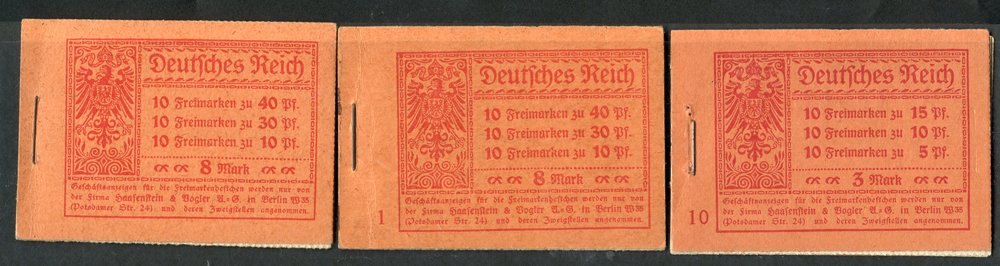 Deutsches Reich
10 Freimarken zu 40 Pf.
10 Freimarken zu 30 Pf.
10 Freimarken zu 10 Pf.
8 Mark
Geschäftsanzeigen für die Freimarkenheftchen werden nur von
der Firma Haasenstein & Vogler A.=G. in Berlin W 35
(Potsdamer Str. 24) und deren Zweigstellen angenommen.
Deutsches Reich
10 Freimarken zu 40 Pf.
10 Freimarken zu 30 Pf.
10 Freimarken zu 10 Pf.
8 Mark
Geschäftsanzeigen für die Freimarkenheftchen werden nur von
der Firma Haasenstein & Vogler A.=G. in Berlin W 35
(Potsdamer Str. 24) und deren Zweigstellen angenommen.
1
Deutsches Reich
10 Freimarken zu 15 Pf.
10 Freimarken zu 10 Pf.
10 Freimarken zu 5 Pf.
3 Mark
Geschäftsanzeigen für die Freimarkenheftchen werden nur von
der Firma Haasenstein & Vogler A.=G. in Berlin W 35
(Potsdamer Str. 24) und deren Zweigstellen angenommen.
10